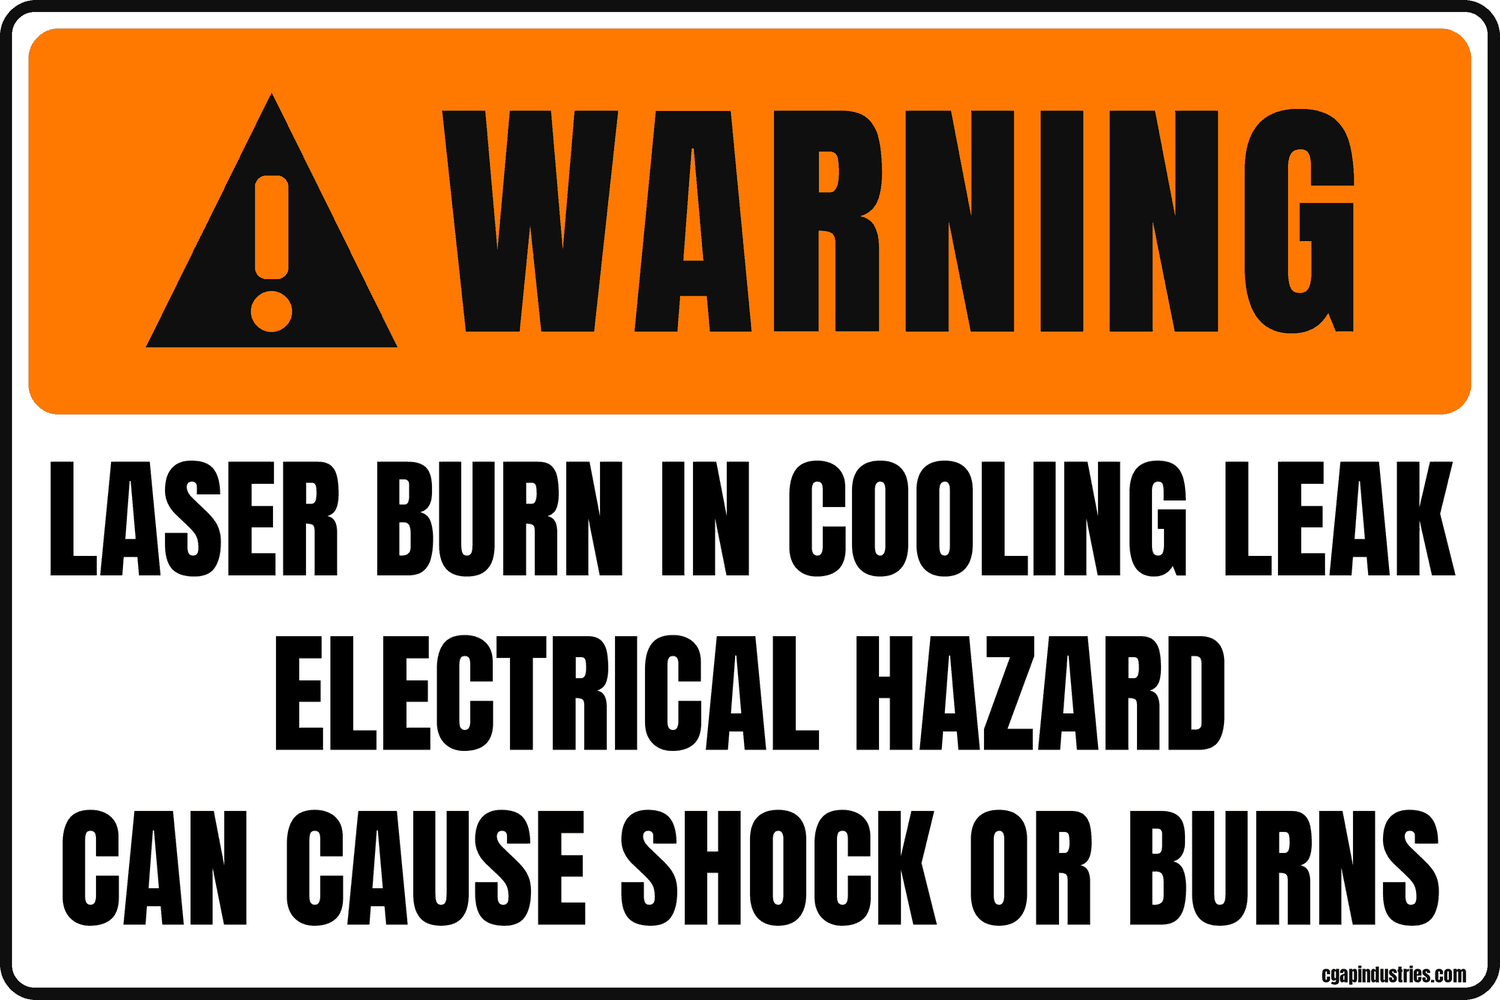 WARNING
LASER BURN IN COOLING LEAK
ELECTRICAL HAZARD
CAN CAUSE SHOCK OR BURNS
cgapindustries.com